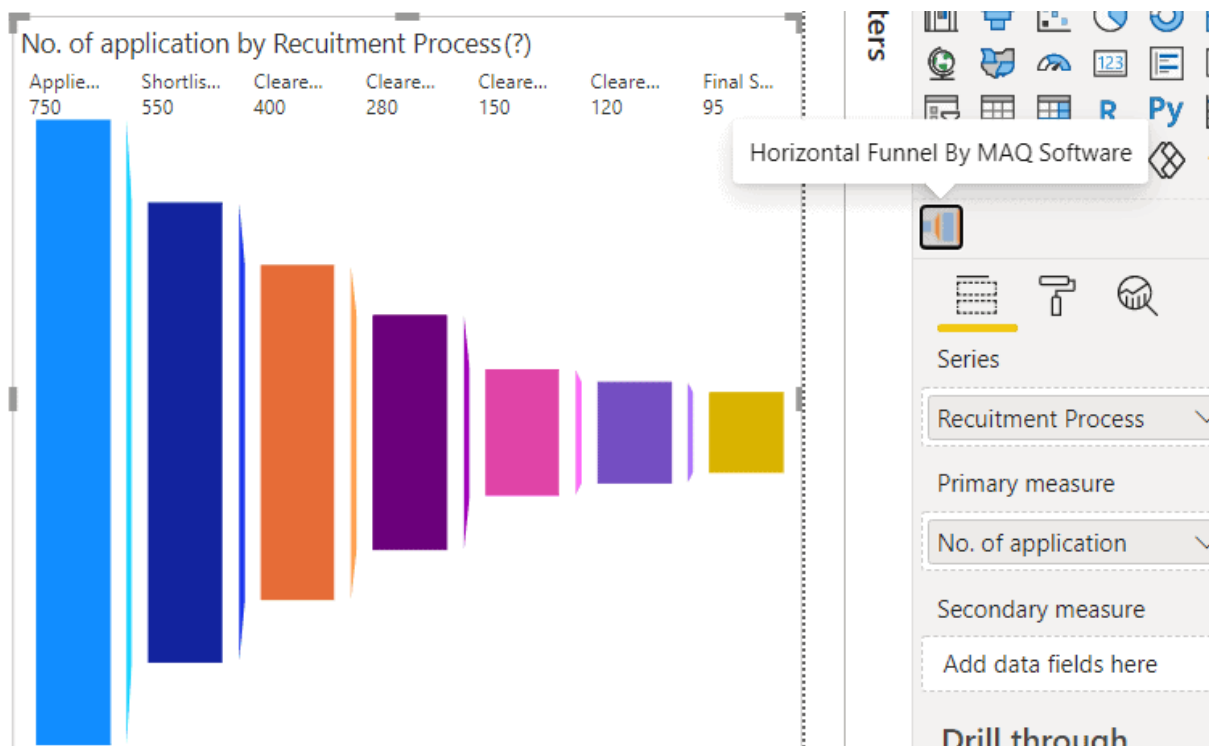 No. of application by Recuitment Process(?)
Applie... Shortlis... Cleare... Cleare... Cleare... Cleare... Final S...
750 550 400 280 150 120 95
ters
123
R Py
Horizontal Funnel By MAQ Software
Series
Recuitment Process
Primary measure
No. of application
Secondary measure
Add data fields here
Drill through